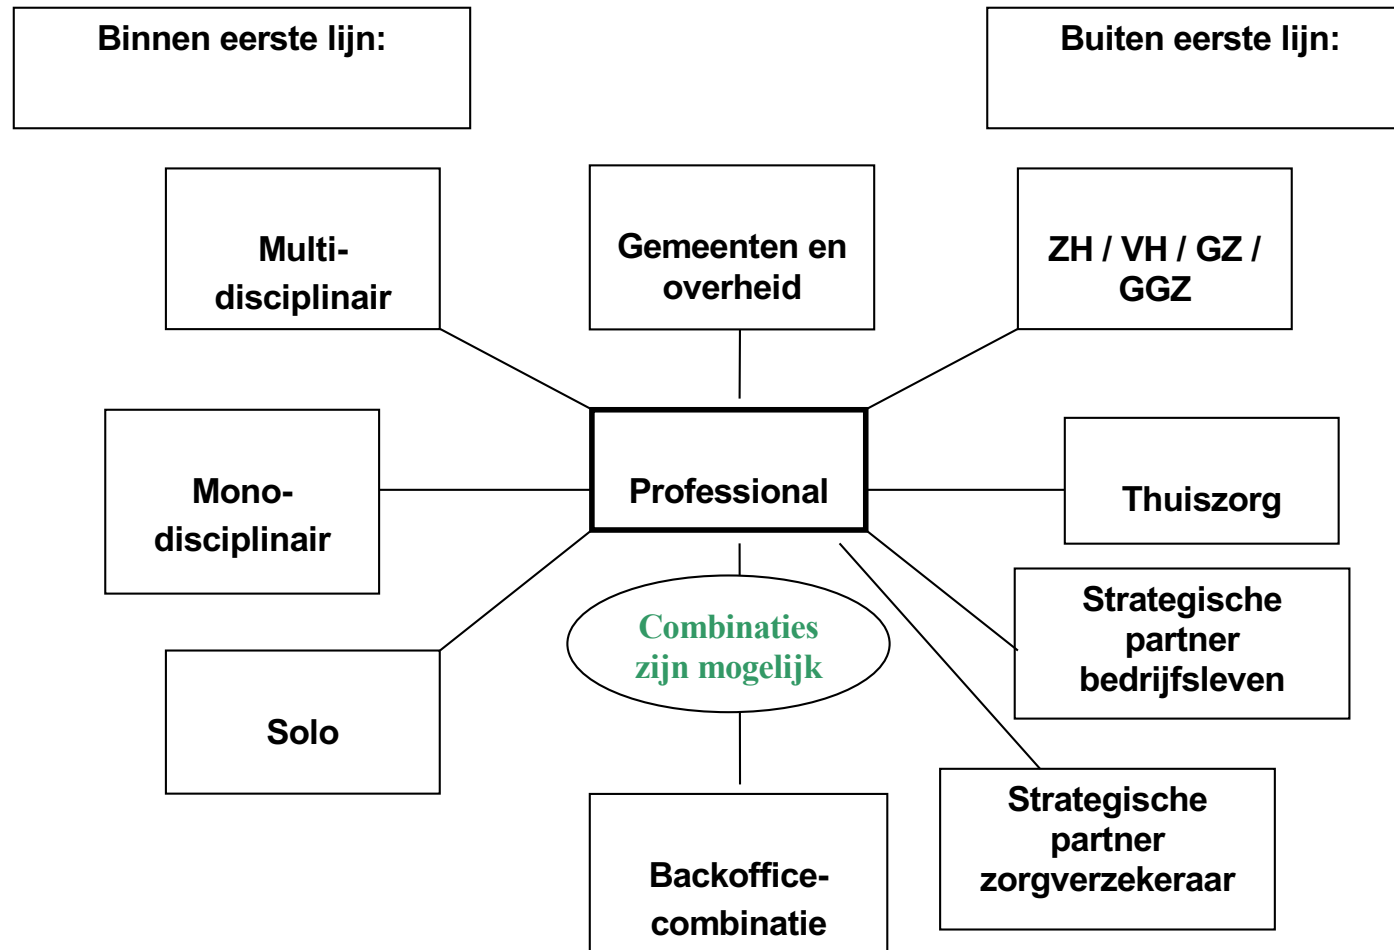 Binnen eerste lijn:
Buiten eerste lijn:
Multi-
disciplinair
Gemeenten en
overheid
ZH / VH / GZ /
GGZ
Mono-
disciplinair
Professional
Thuiszorg
Combinaties
zijn mogelijk
Strategische
partner
bedrijfsleven
Solo
Strategische
partner
zorgverzekeraar
Backoffice-
combinatie